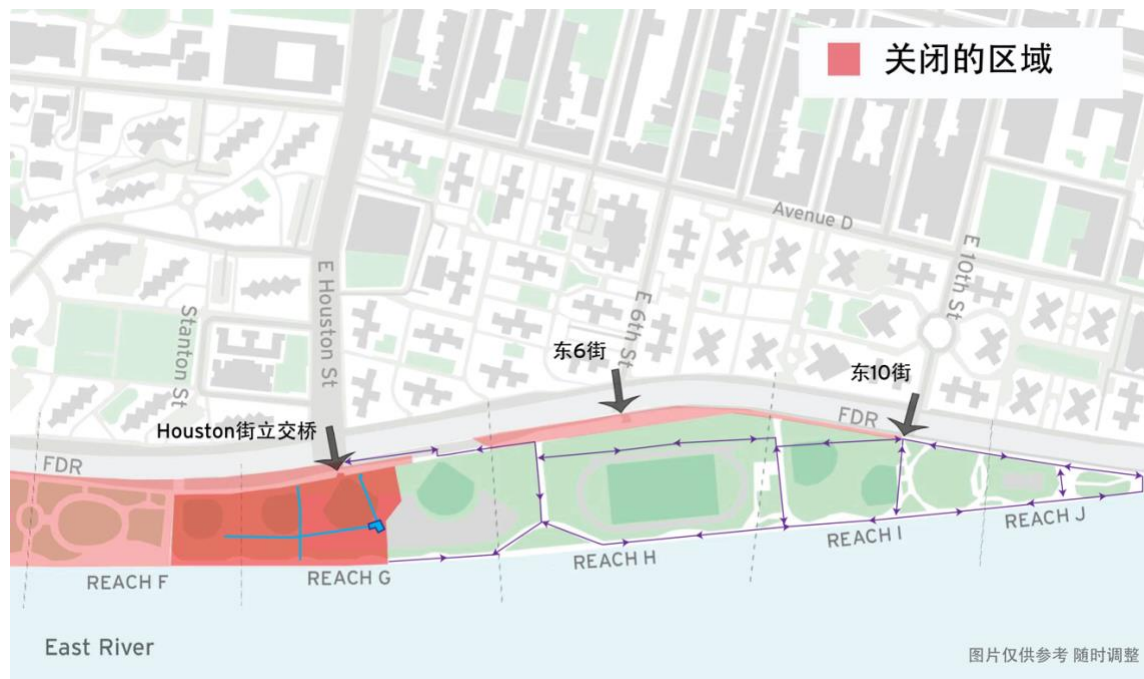 关闭的区域
Avenue D
E 10th St
E Houston St
Stanton St
E 6th St
东6街
东10街
Houston街立交桥
FDR
FDR
REACH F
REACH G
REACH H
REACH I
REACH J
East River
图片仅供参考 随时调整